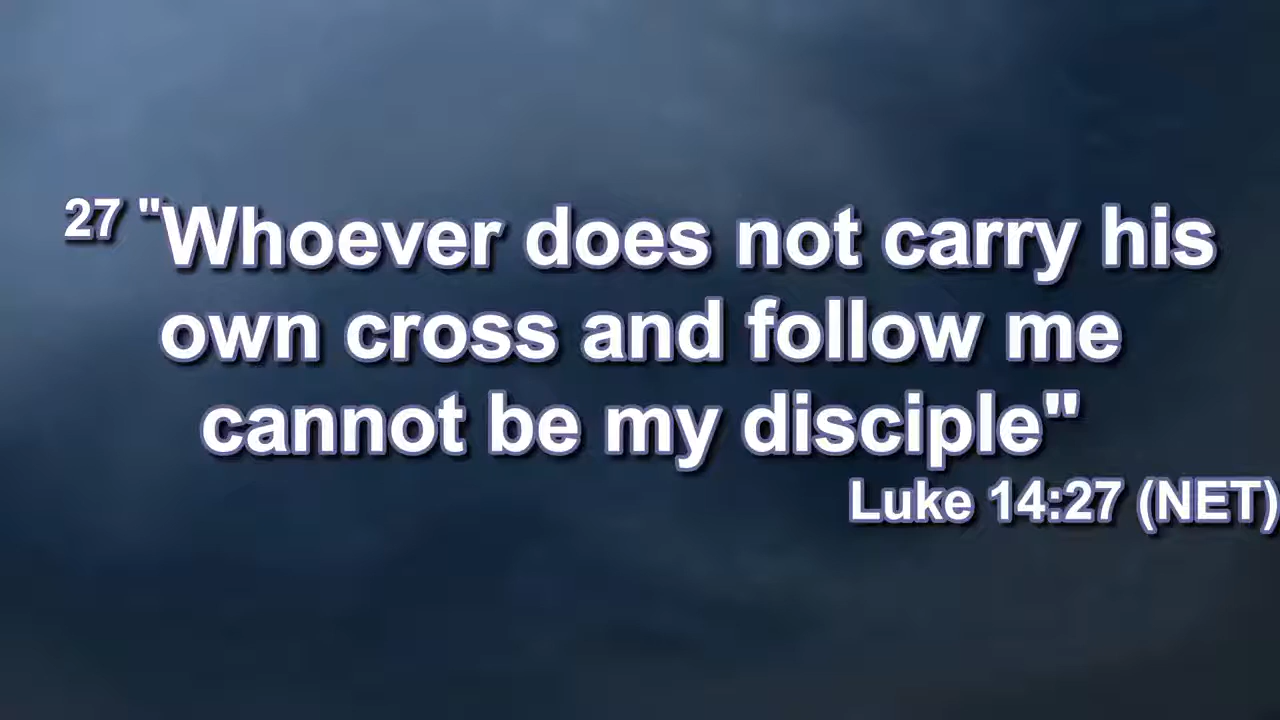 27 "Whoever does not carry his
own cross and follow me
cannot be my disciple"
Luke 14:27 (NET)